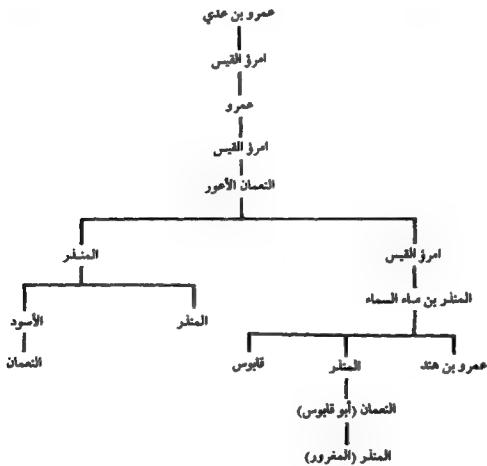 عمرو بن عدي
امرؤ القيس
عمرو
امرؤ القيس
النعمان الأعور
امرؤ القيس
المنذر
المنذر بن ماء السماء
المنذر
الأسود
عمرو بن هند
المنذر
قابوس
النعمان
النعمان (أبو قابوس)
المنذر (المغرور)